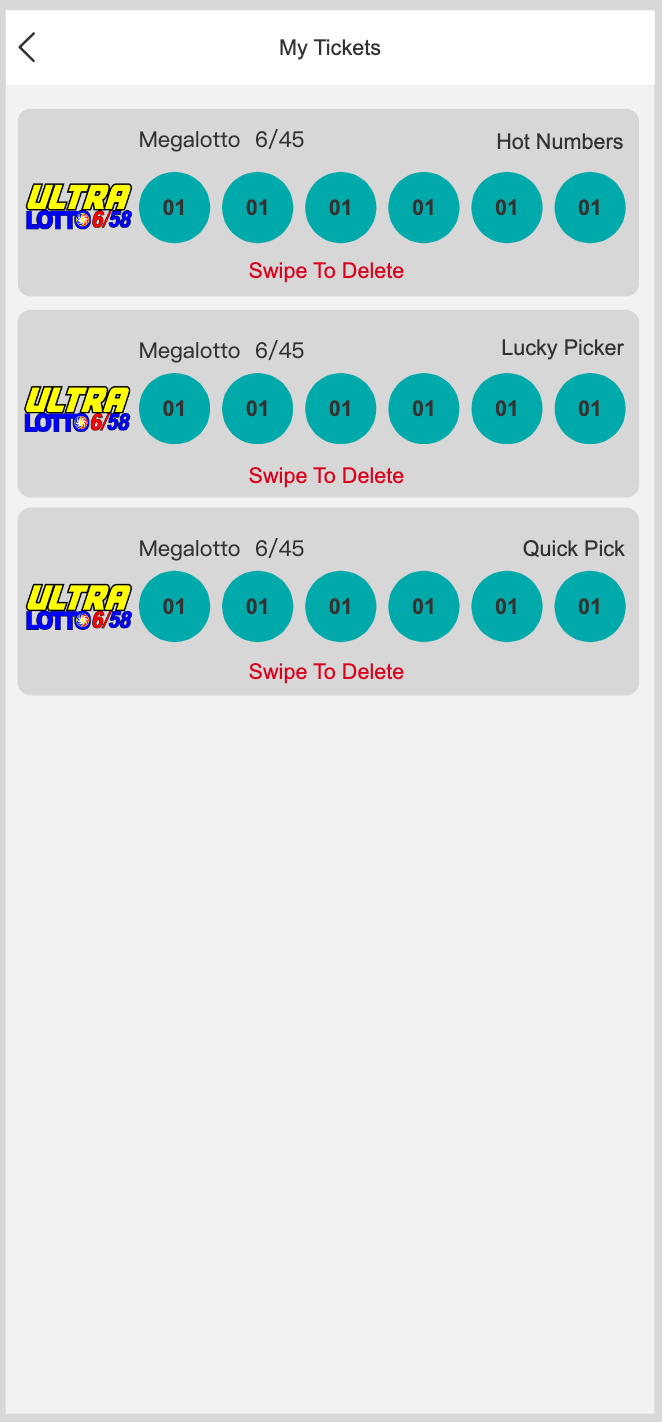 My Tickets
Megalotto 6/45
Hot Numbers
ULTRA
LOTTO 6/58
01 01 01 01 01 01
Swipe To Delete
Megalotto 6/45
Lucky Picker
ULTRA
LOTTO 6/58
01 01 01 01 01 01
Swipe To Delete
Megalotto 6/45
Quick Pick
ULTRA
LOTTO 6/58
01 01 01 01 01 01
Swipe To Delete